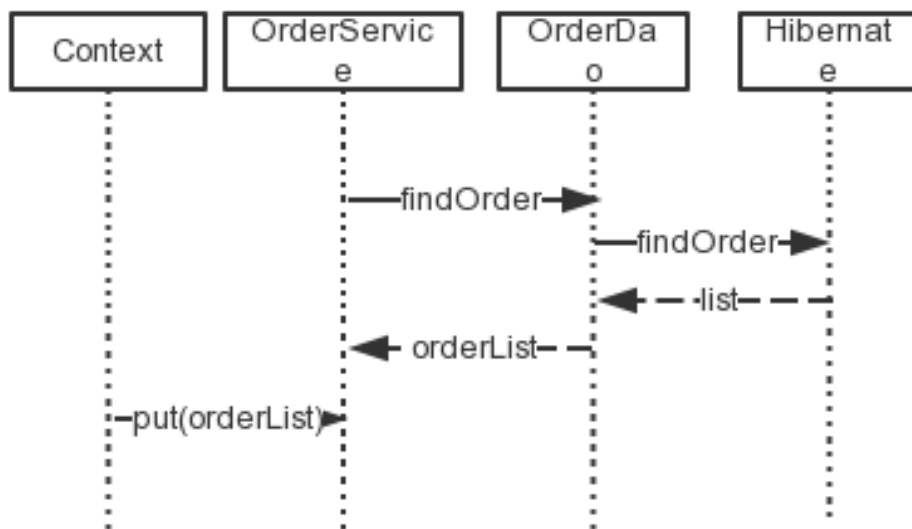 Context
OrderServic
e
OrderDa
o
Hibernat
e
findOrder
findOrder
list
orderList
put(orderList)